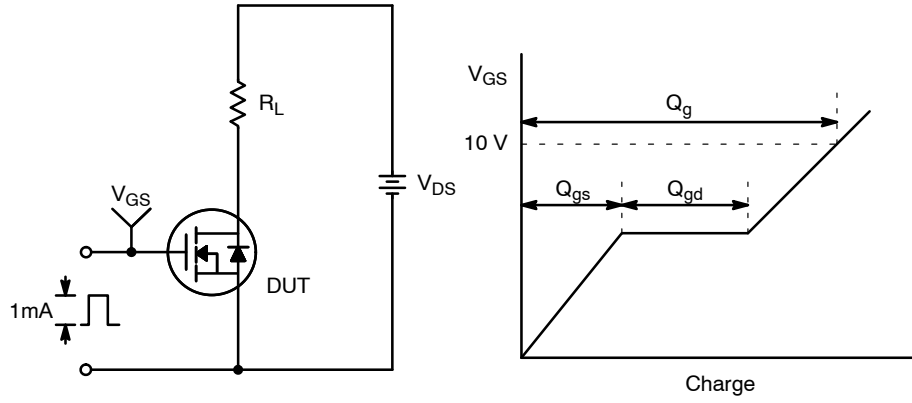 R_L
V_DS
V_GS
DUT
1mA
V_GS
Q_g
10 V
Q_gs
Q_gd
Charge